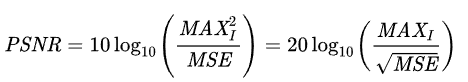 PSNR = 10 log₁₀ ( MAX_I² / MSE ) = 20 log₁₀ ( MAX_I / √MSE )